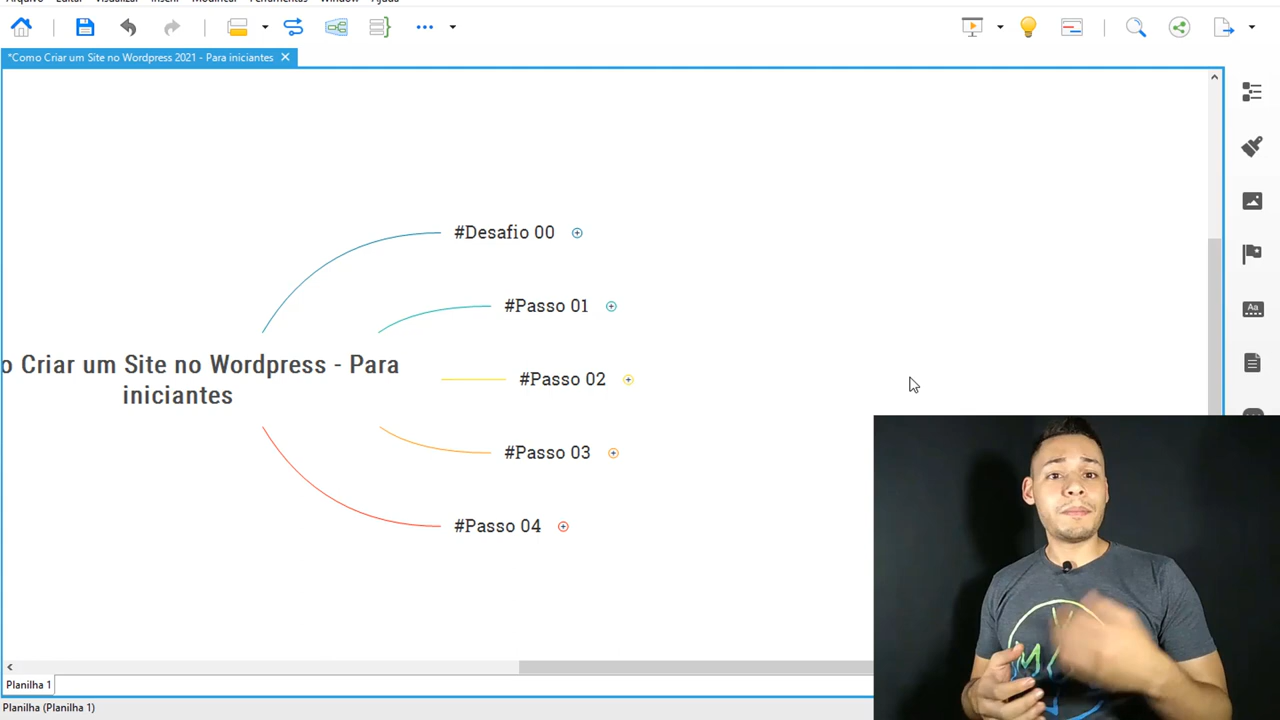 *Como Criar um Site no Wordpress 2021 - Para iniciantes
#Desafio 00
#Passo 01
o Criar um Site no Wordpress - Para
iniciantes
#Passo 02
#Passo 03
#Passo 04
Aa
Planilha 1
Planilha (Planilha 1)